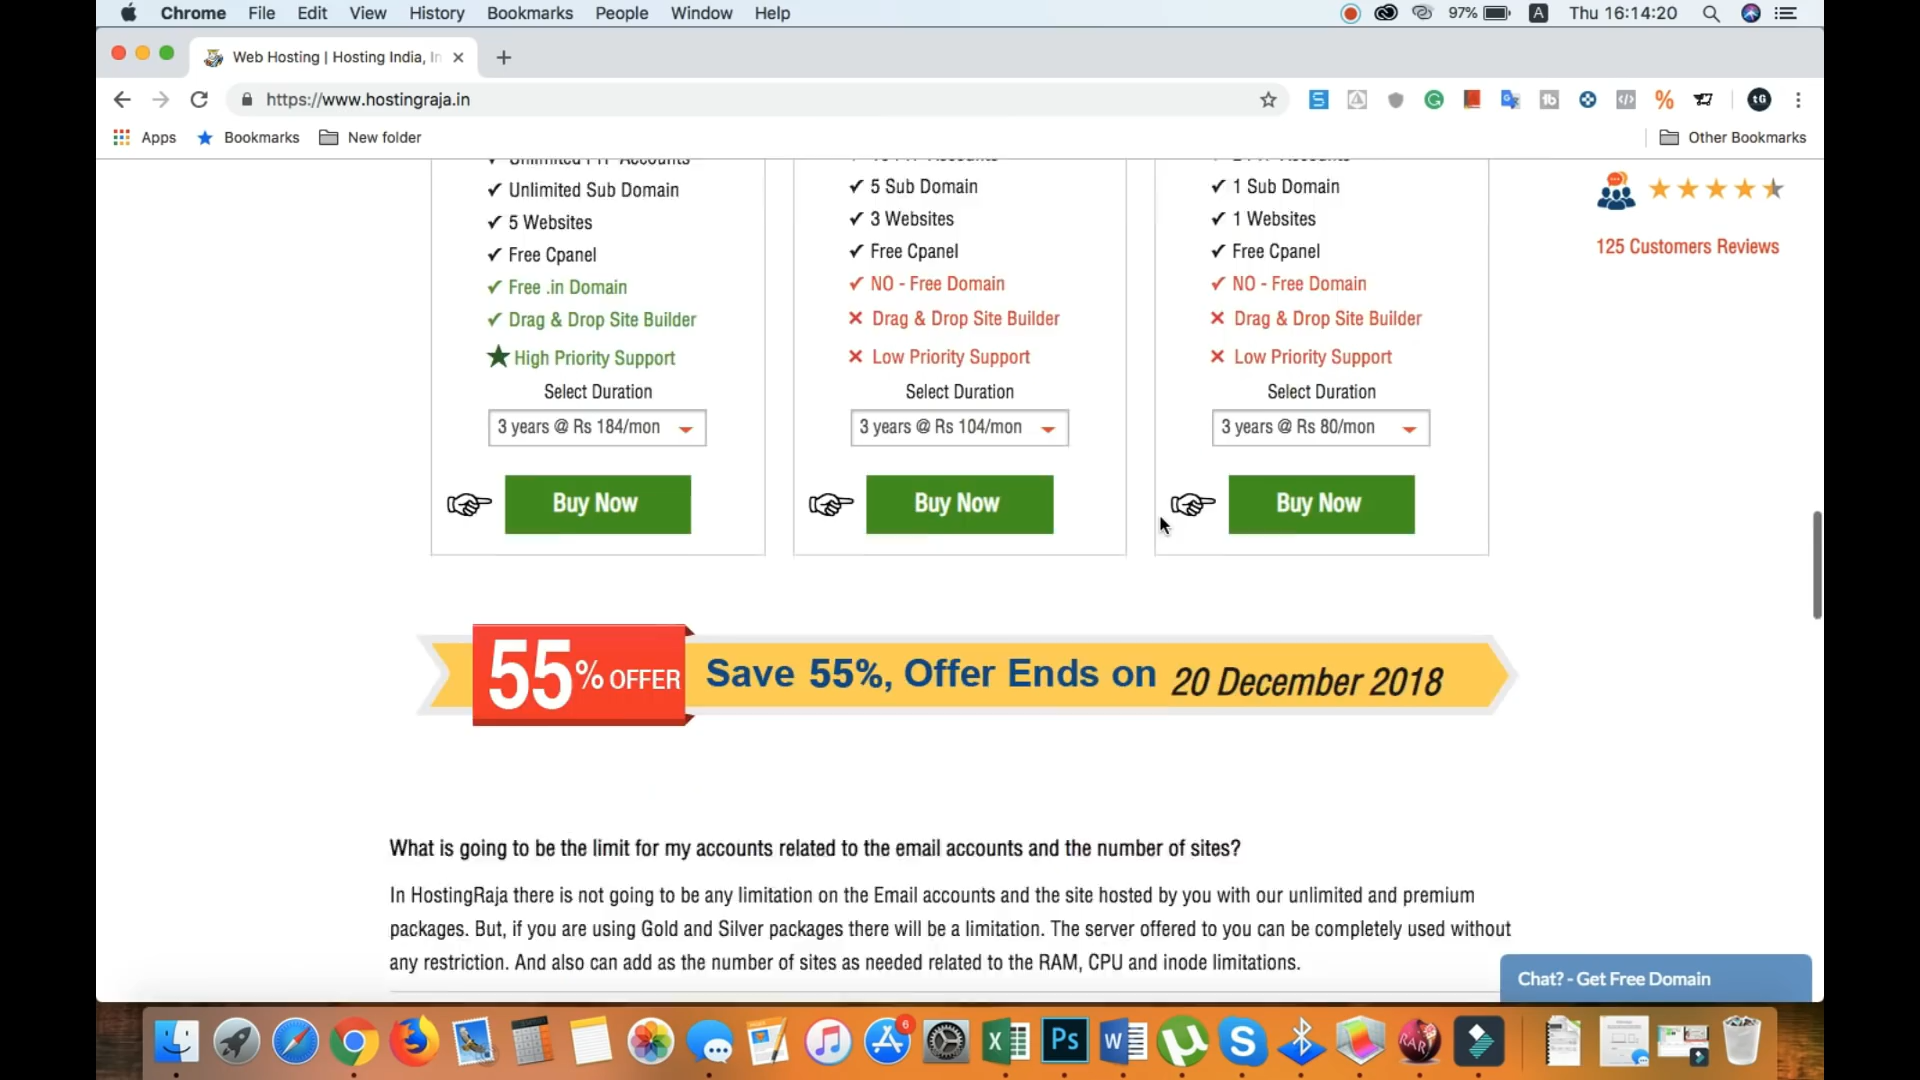 Chrome File Edit View History Bookmarks People Window Help 97% A Thu 16:14:20
Web Hosting | Hosting India, In
https://www.hostingraja.in
Apps Bookmarks New folder Other Bookmarks
Unlimited FTP Accounts
Unlimited Sub Domain
5 Websites
Free Cpanel
Free .in Domain
Drag & Drop Site Builder
High Priority Support
Select Duration
3 years @ Rs 184/mon
Buy Now
5 Sub Domain
3 Websites
Free Cpanel
NO - Free Domain
Drag & Drop Site Builder
Low Priority Support
Select Duration
3 years @ Rs 104/mon
Buy Now
1 Sub Domain
1 Websites
Free Cpanel
NO - Free Domain
Drag & Drop Site Builder
Low Priority Support
Select Duration
3 years @ Rs 80/mon
Buy Now
125 Customers Reviews
55% OFFER Save 55%, Offer Ends on 20 December 2018
What is going to be the limit for my accounts related to the email accounts and the number of sites?
In HostingRaja there is not going to be any limitation on the Email accounts and the site hosted by you with our unlimited and premium
packages. But, if you are using Gold and Silver packages there will be a limitation. The server offered to you can be completely used without
any restriction. And also can add as the number of sites as needed related to the RAM, CPU and inode limitations.
Chat? - Get Free Domain